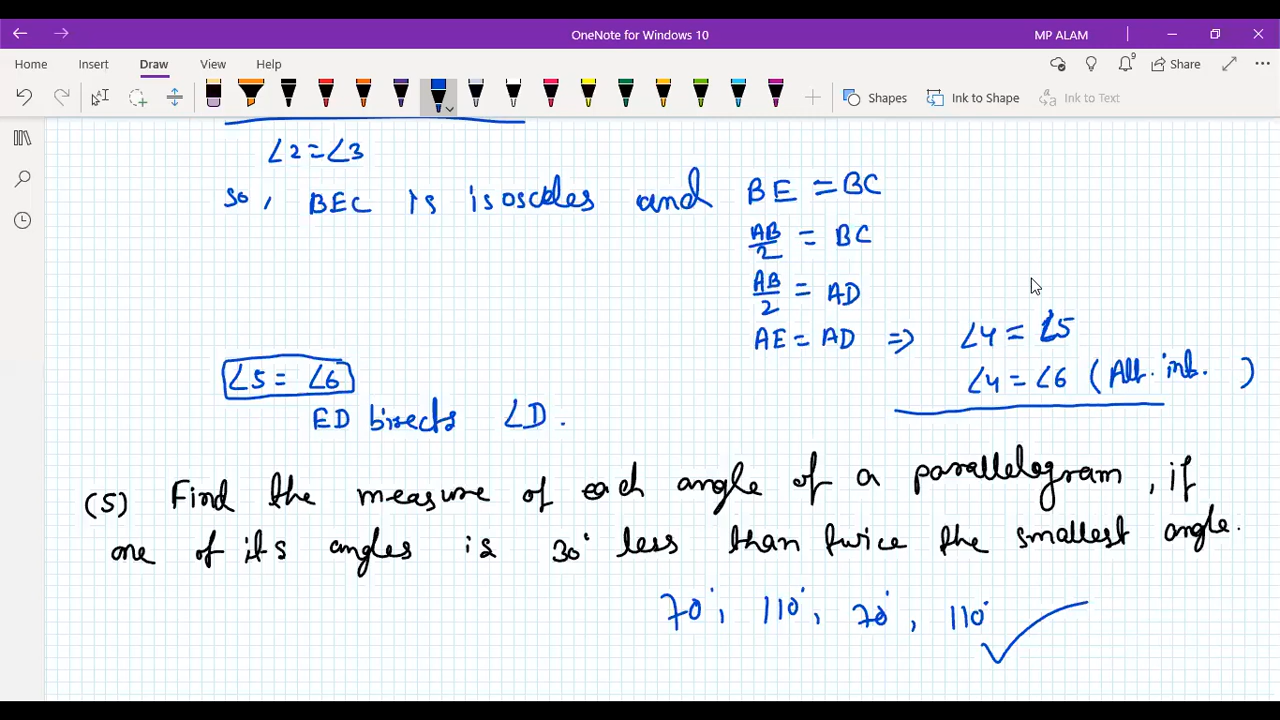 OneNote for Windows 10
MP ALAM
Home Insert Draw View Help
Share
Shapes Ink to Shape Ink to Text
∠2=∠3
so, BEC is isosceles and BE = BC
AB/2 = BC
AB/2 = AD
AE = AD ⇒ ∠4 = ∠5
∠4 = ∠6 (Alt. int. )
∠5 = ∠6
ED bisects ∠D.
(5) Find the measure of each angle of a parallelogram, if
one of its angles is 30° less than twice the smallest angle.
70°, 110°, 70°, 110°